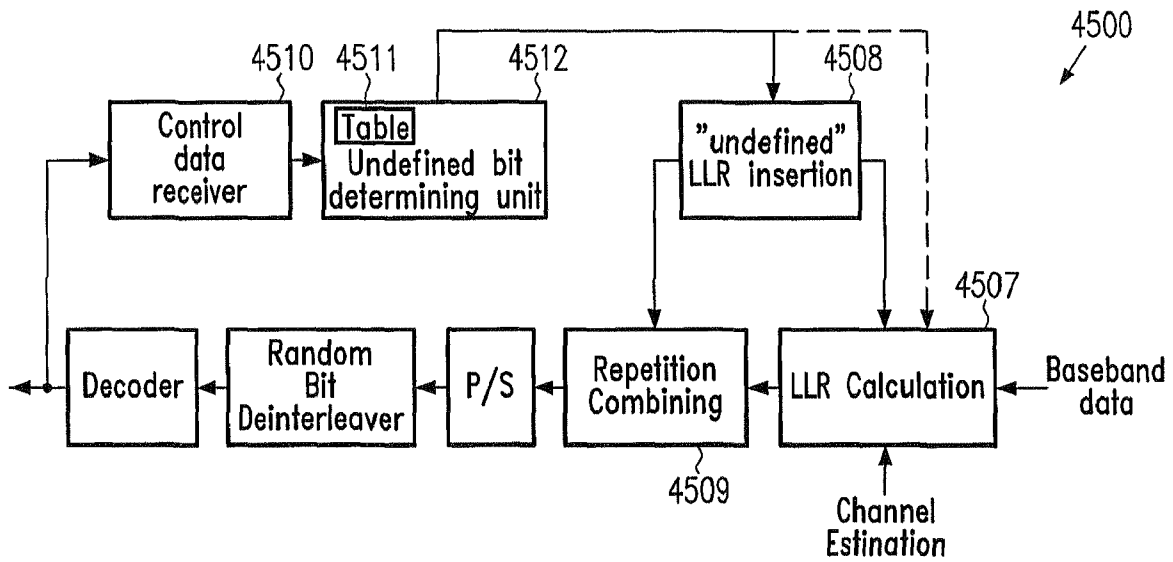 4500
4510
4511
4512
4508
Control
data
receiver
Table
Undefined bit
determining unit
"undefined"
LLR insertion
4507
Decoder
Random
Bit
Deinterleaver
P/S
Repetition
Combining
LLR Calculation
Baseband
data
4509
Channel
Estination